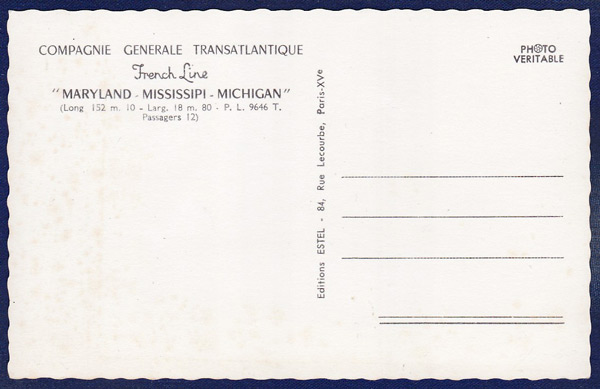 COMPAGNIE GENERALE TRANSATLANTIQUE
French Line
"MARYLAND - MISSISSIPI - MICHIGAN"
(Long 152 m. 10 - Larg. 18 m. 80 - P. L. 9646 T.
Passagers 12)
Editions ESTEL - 84, Rue Lecourbe, Paris-XVe
PHOTO
VERITABLE